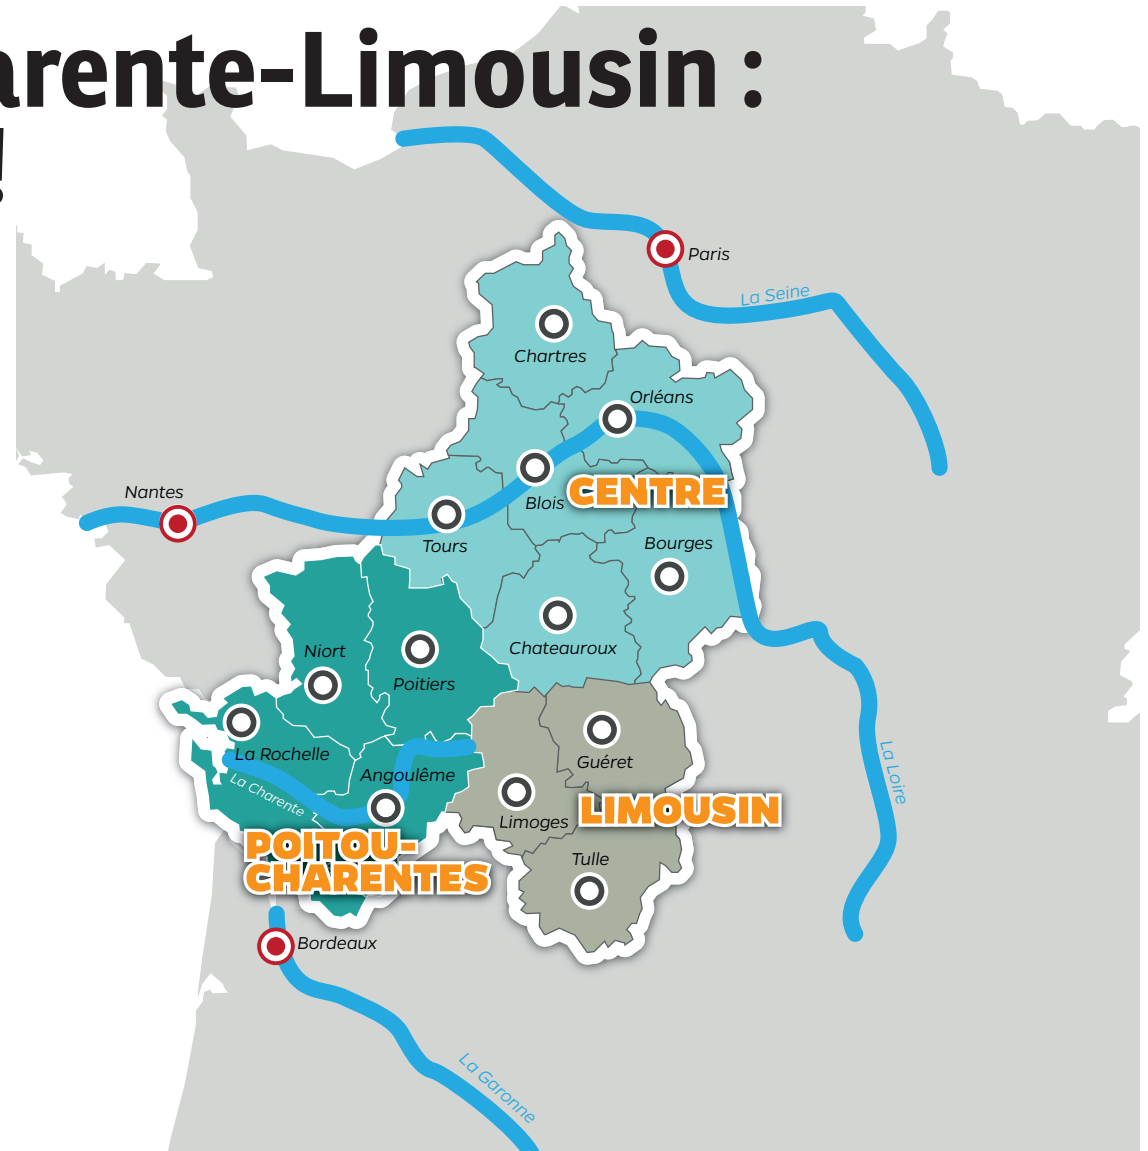 arente-Limousin :
!
Paris
La Seine
Chartres
Orléans
Nantes
Blois
CENTRE
Tours
Bourges
Chateauroux
Niort
Poitiers
La Rochelle
Guéret
Angoulême
La Charente
La Loire
Limoges
LIMOUSIN
POITOU-
CHARENTES
Tulle
Bordeaux
La Garonne